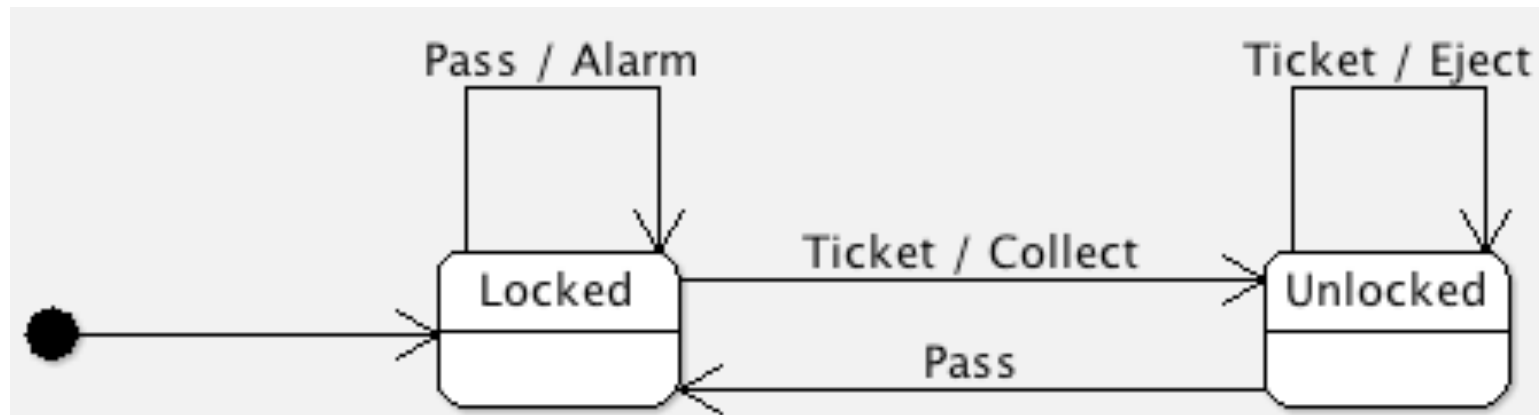 Pass / Alarm
Ticket / Eject
Ticket / Collect
Locked
Unlocked
Pass